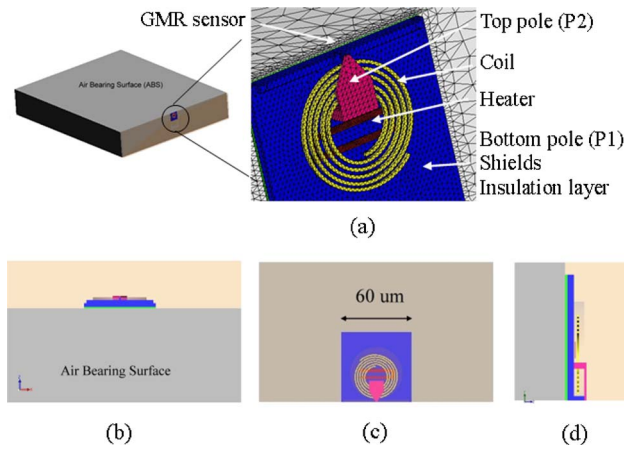 GMR sensor
Top pole (P2)
Air Bearing Surface (ABS)
Coil
Heater
Bottom pole (P1)
Shields
Insulation layer
(a)
60 um
Air Bearing Surface
(b)
(c)
(d)